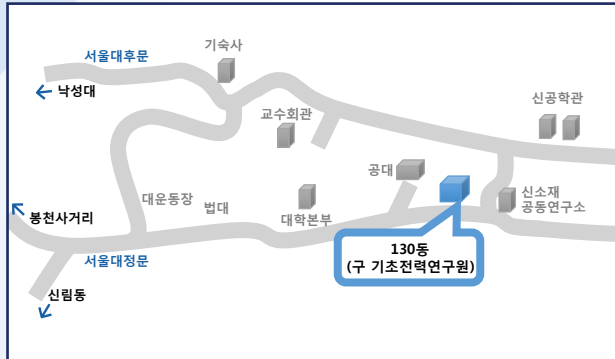 기숙사
서울대후문
낙성대
신공학관
교수회관
공대
신소재
공동연구소
대운동장
법대
대학본부
봉천사거리
130동
(구 기초전력연구원)
서울대정문
신림동